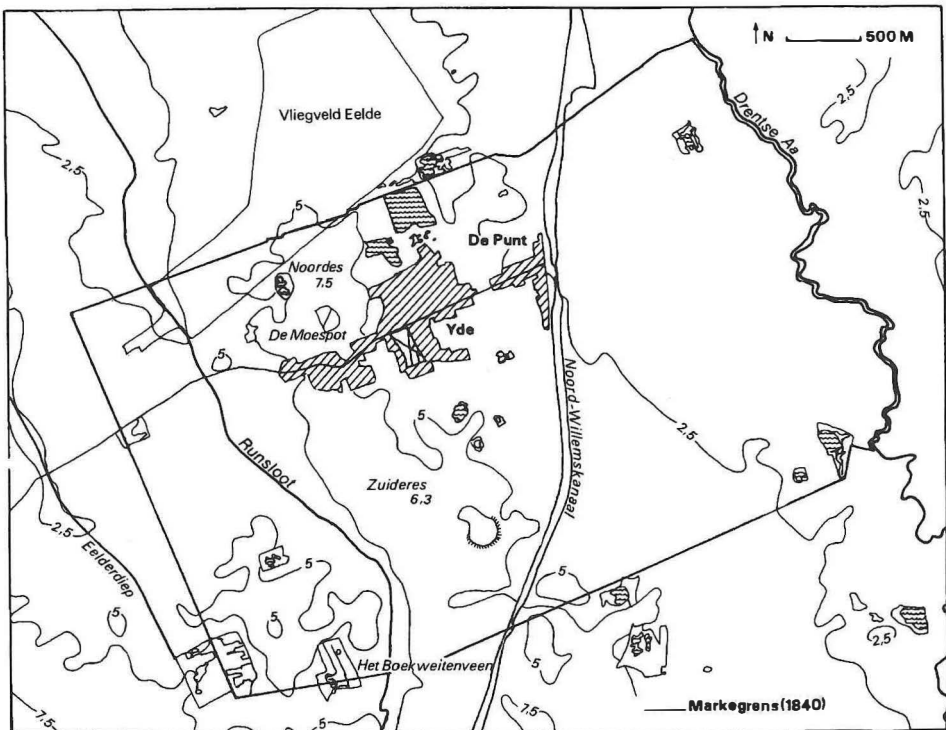 N 500 M
Vliegveld Eelde
Drentse Aa
2,5
2,5
2,5
5
De Punt
Noordes
7.5
De Moespot
Yde
5
5
Noord-Willemskanaal
2,5
Runsloot
Zuideres
6,3
2,5
Eelderdiep
5
5
5
5
2,5
Het Boekweitenveen
7,5
7,5
Markegrens (1840)